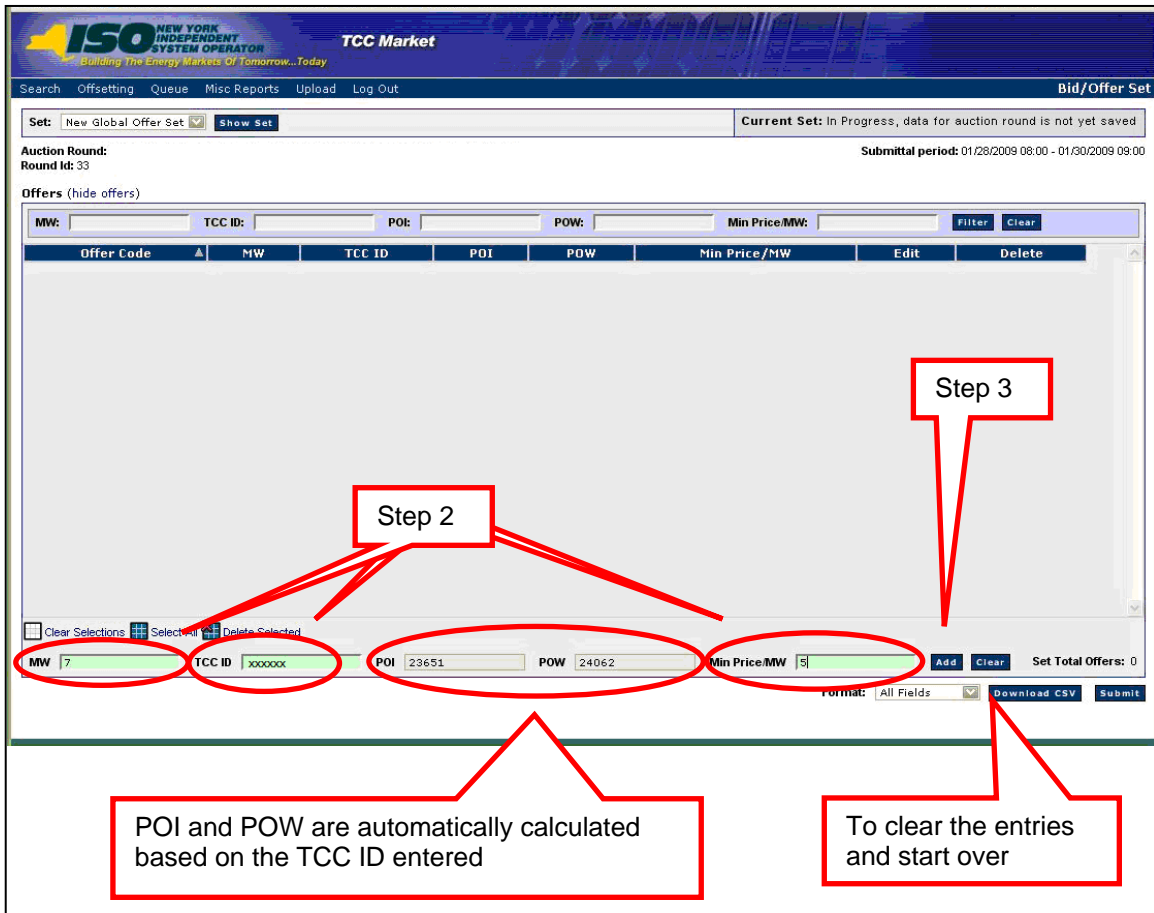 ISO NEW YORK
INDEPENDENT
SYSTEM OPERATOR
Building The Energy Markets Of Tomorrow...Today
TCC Market
Search Offsetting Queue Misc Reports Upload Log Out Bid/Offer Set
Set: New Global Offer Set Show Set Current Set: In Progress, data for auction round is not yet saved
Auction Round: Submittal period: 01/28/2009 08:00 - 01/30/2009 09:00
Round Id: 33
Offers (hide offers)
MW: TCC ID: POI: POW: Min Price/MW: Filter Clear
Offer Code MW TCC ID POI POW Min Price/MW Edit Delete
Step 3
Step 2
Clear Selections Select All Delete Selected
MW 7 TCC ID xxxxxx POI 23651 POW 24062 Min Price/MW 5 Add Clear Set Total Offers: 0
Format: All Fields Download CSV Submit
POI and POW are automatically calculated
based on the TCC ID entered
To clear the entries
and start over